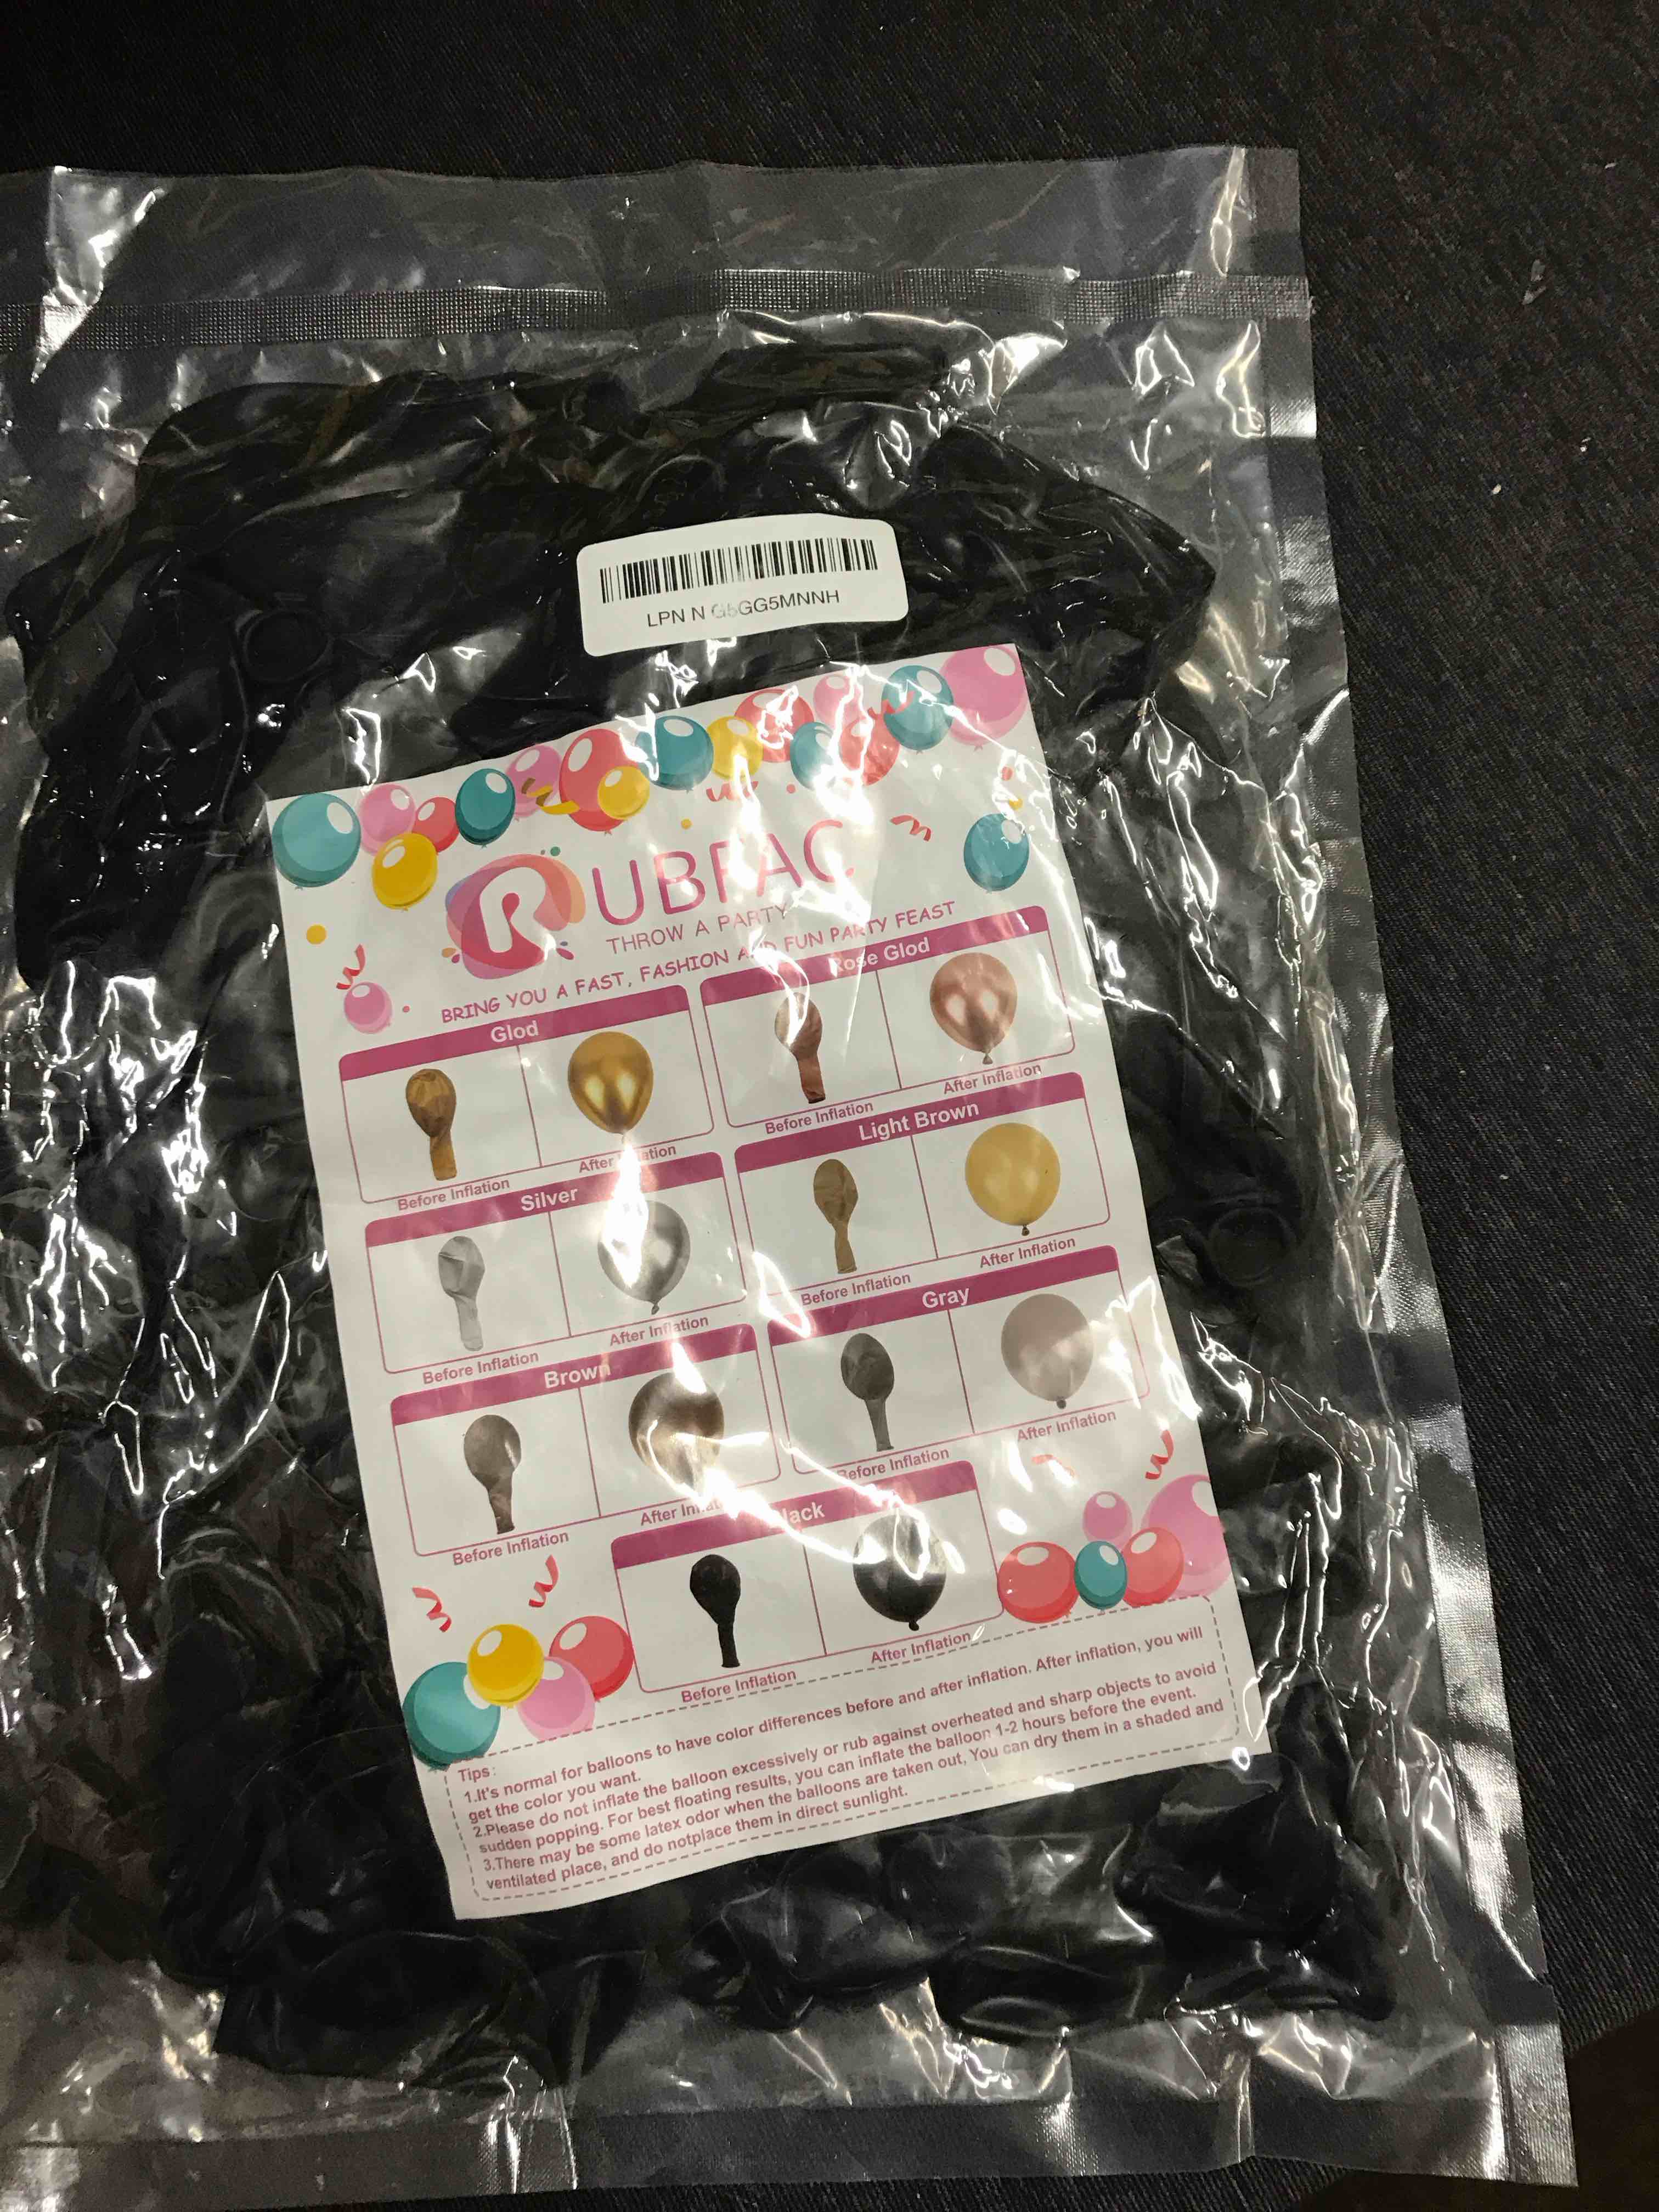 LPN N G5GG5MNNH
RUBFAC
THROW A PARTY
BRING YOU A FAST, FASHION AND FUN PARTY FEAST
Glod
Before Inflation
After Inflation
Rose Glod
Before Inflation
After Inflation
Silver
Before Inflation
After Inflation
Light Brown
Before Inflation
After Inflation
Brown
Before Inflation
After Inflation
Gray
Before Inflation
After Inflation
Black
Before Inflation
After Inflation
Tips:
1.It's normal for balloons to have color differences before and after inflation. After inflation, you will
get the color you want.
2.Please do not inflate the balloon excessively or rub against overheated and sharp objects to avoid
sudden popping. For best floating results, you can inflate the balloon 1-2 hours before the event.
3.There may be some latex odor when the balloons are taken out, You can dry them in a shaded and
ventilated place, and do notplace them in direct sunlight.